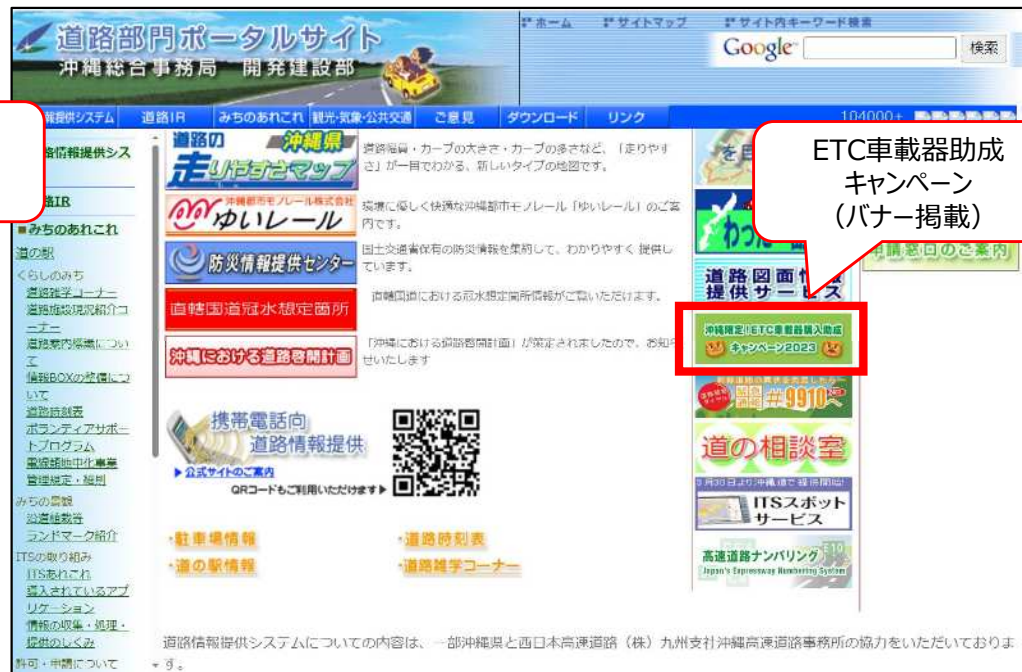 道路部門ポータルサイト
沖縄総合事務局 開発建設部
ホーム サイトマップ サイト内キーワード検索
Google 検索
報提供システム 道路IR みちのあれこれ 観光・気象・公共交通 ご意見 ダウンロード リンク 104000+
路情報提供シス
路IR
■みちのあれこれ
道の駅
くらしのみち
道路雑学コーナー
道路施設現況紹介コ
ーナー
道路案内標識につい
て
情報BOXの整備につ
いて
道路時刻表
ボランティアサポー
トプログラム
電線類地中化事業
管理規定・細則
みちの景観
沿道植栽等
ランドマーク紹介
ITSの取り組み
ITSあれこれ
導入されているアプ
リケーション
情報の収集・処理・
提供のしくみ
許可・申請について
道路の 沖縄県
走りやすさマップ
道路幅員・カーブの大きさ・カーブの多さなど、「走りやす
さ」が一目でわかる、新しいタイプの地図です。
沖縄都市モノレール株式会社
ゆいレール
環境に優しく快適な沖縄都市モノレール「ゆいレール」のご案
内です。
防災情報提供センター
国土交通省保有の防災情報を集約して、わかりやすく提供し
ています。
直轄国道冠水想定箇所
直轄国道における冠水想定箇所情報がご覧いただけます。
沖縄における道路啓開計画
「沖縄における道路啓開計画」が策定されましたので、お知ら
せいたします
携帯電話向
道路情報提供
▶公式サイトのご案内
QRコードもご利用いただけます▶
・駐車場情報
・道路時刻表
・道の駅情報
・道路雑学コーナー
ETC車載器助成
キャンペーン
（バナー掲載）
を
わった
申請窓口のご案内
道路図面情報
提供サービス
沖縄限定!ETC車載器購入助成
キャンペーン2023
#9910へ
道の相談室
ITSスポット
サービス
高速道路ナンバリング
Japan's Expressway Numbering System
道路情報提供システムについての内容は、一部沖縄県と西日本高速道路（株）九州支社沖縄高速道路事務所の協力をいただいておりま
す。